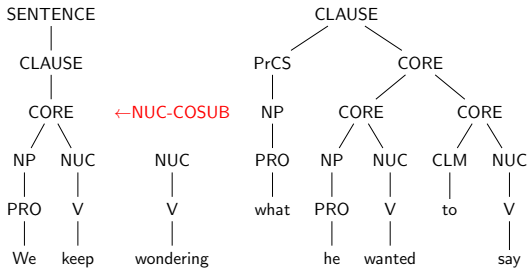 SENTENCE CLAUSE
CLAUSE PrCS CORE
CORE ←NUC-COSUB NP CORE CORE
NP NUC NUC PRO NP NUC CLM NUC
PRO V V what PRO V to V
We keep wondering he wanted say